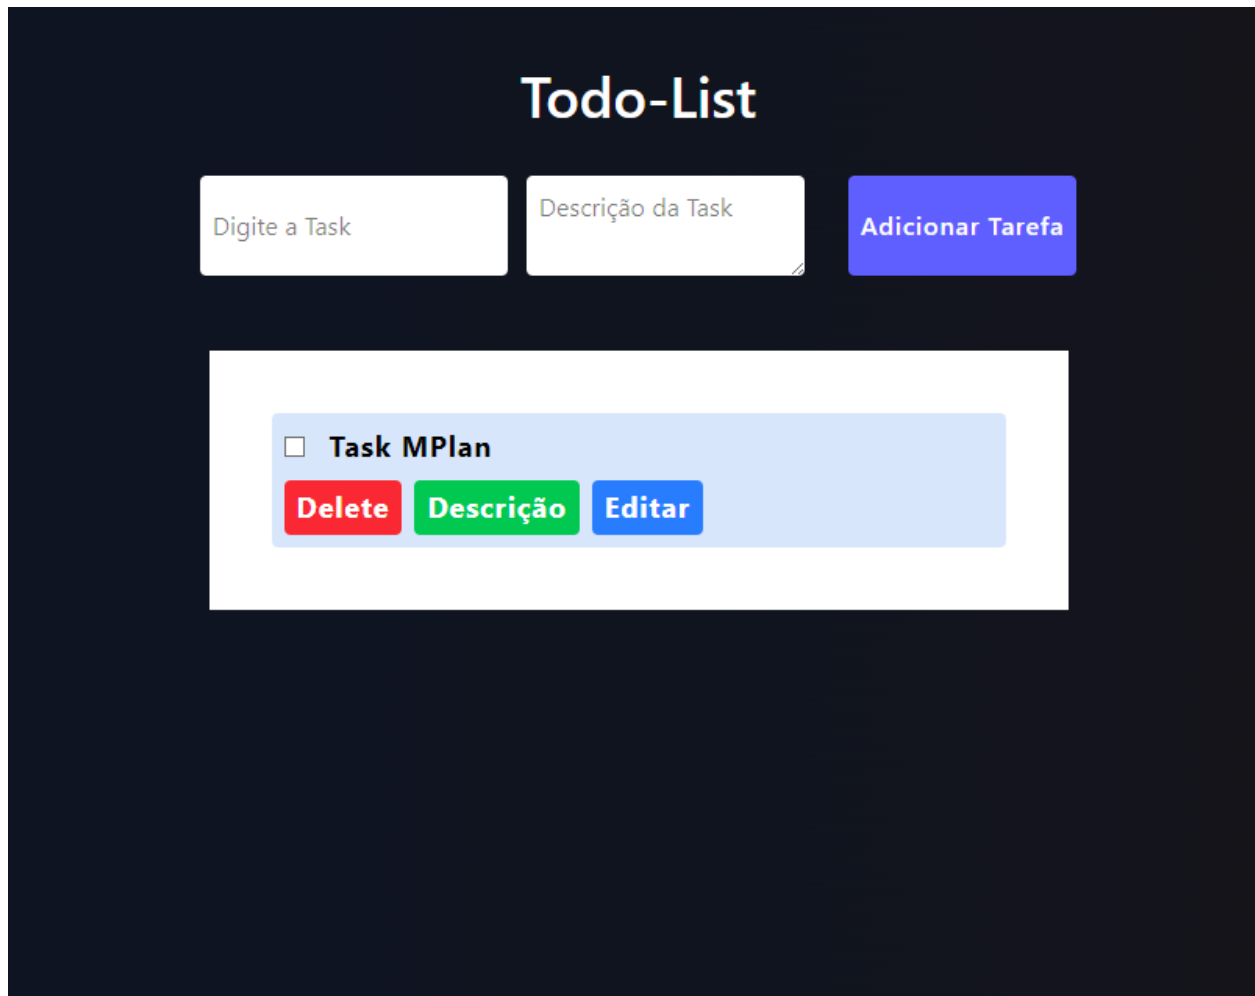 Todo-List
Digite a Task
Descrição da Task
Adicionar Tarefa
Task MPlan
Delete Descrição Editar